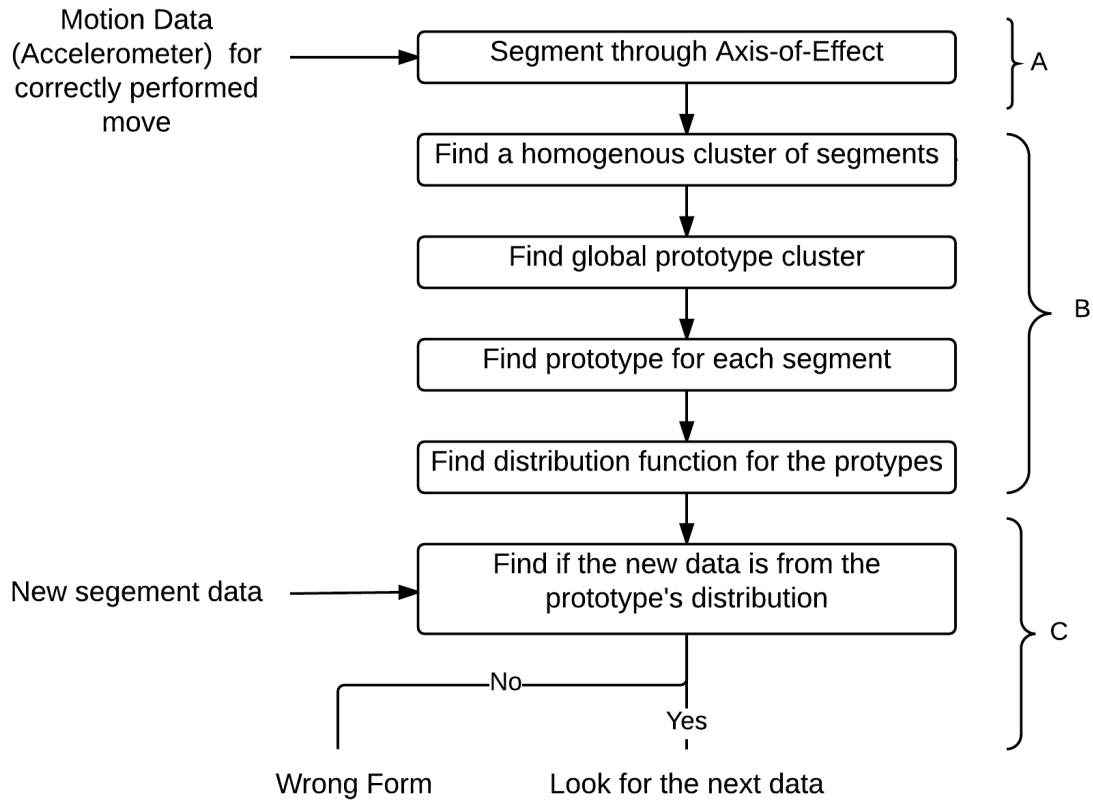 Motion Data
(Accelerometer) for
correctly performed
move
Segment through Axis-of-Effect
A
Find a homogenous cluster of segments
Find global prototype cluster
B
Find prototype for each segment
Find distribution function for the protypes
New segement data
Find if the new data is from the
prototype's distribution
C
No
Yes
Wrong Form
Look for the next data